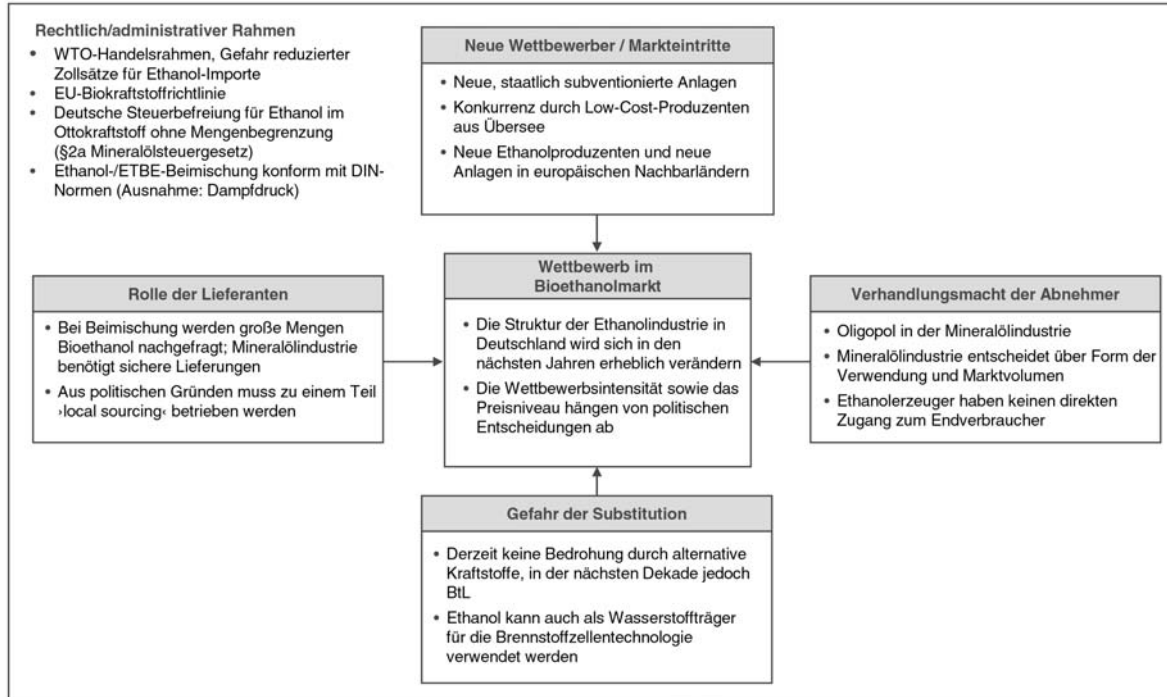 Rechtlich/administrativer Rahmen
• WTO-Handelsrahmen, Gefahr reduzierter
Zollsätze für Ethanol-Importe
• EU-Biokraftstoffrichtlinie
• Deutsche Steuerbefreiung für Ethanol im
Ottokraftstoff ohne Mengenbegrenzung
(§2a Mineralölsteuergesetz)
• Ethanol-/ETBE-Beimischung konform mit DIN-
Normen (Ausnahme: Dampfdruck)
Neue Wettbewerber / Markteintritte
• Neue, staatlich subventionierte Anlagen
• Konkurrenz durch Low-Cost-Produzenten
aus Übersee
• Neue Ethanolproduzenten und neue
Anlagen in europäischen Nachbarländern
Rolle der Lieferanten
• Bei Beimischung werden große Mengen
Bioethanol nachgefragt; Mineralölindustrie
benötigt sichere Lieferungen
• Aus politischen Gründen muss zu einem Teil
›local sourcing‹ betrieben werden
Wettbewerb im
Bioethanolmarkt
• Die Struktur der Ethanolindustrie in
Deutschland wird sich in den
nächsten Jahren erheblich verändern
• Die Wettbewerbsintensität sowie das
Preisniveau hängen von politischen
Entscheidungen ab
Verhandlungsmacht der Abnehmer
• Oligopol in der Mineralölindustrie
• Mineralölindustrie entscheidet über Form der
Verwendung und Marktvolumen
• Ethanolerzeuger haben keinen direkten
Zugang zum Endverbraucher
Gefahr der Substitution
• Derzeit keine Bedrohung durch alternative
Kraftstoffe, in der nächsten Dekade jedoch
BtL
• Ethanol kann auch als Wasserstoffträger
für die Brennstoffzellentechnologie
verwendet werden